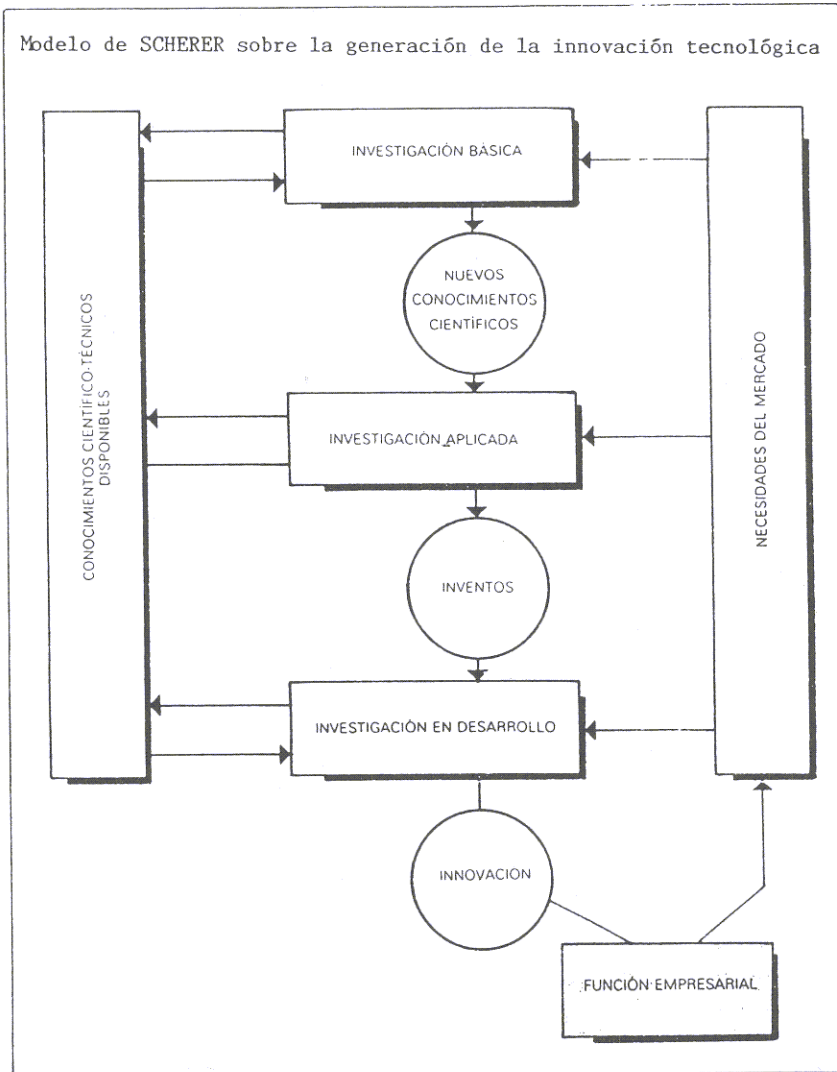 Modelo de SCHERER sobre la generación de la innovación tecnológica
INVESTIGACIÓN BÁSICA
NUEVOS
CONOCIMIENTOS
CIENTÍFICOS
CONOCIMIENTOS CIENTÍFICO-TÉCNICOS
DISPONIBLES
NECESIDADES DEL MERCADO
INVESTIGACIÓN APLICADA
INVENTOS
INVESTIGACIÓN EN DESARROLLO
INNOVACION
FUNCIÓN EMPRESARIAL